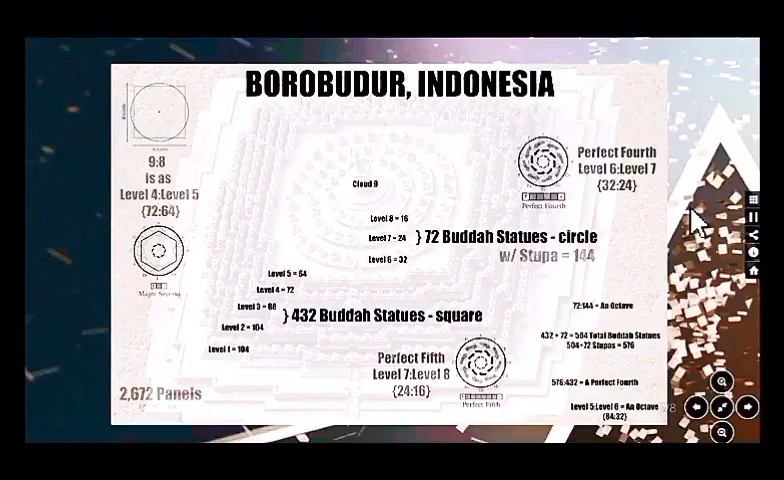 BOROBUDUR, INDONESIA
9:8
is as
Level 4:Level 5
{72:64}
Major Second
Perfect Fourth
Level 6:Level 7
{32:24}
Perfect Fourth
Cloud 9
Level 8 = 16
Level 7 = 24
Level 6 = 32
} 72 Buddah Statues - circle
w/ Stupa = 144
Level 5 = 64
Level 4 = 72
Level 3 = 88
Level 2 = 104
Level 1 = 104
} 432 Buddah Statues - square
Perfect Fifth
Level 7:Level 8
{24:16}
Perfect Fifth
2,672 Panels
72:144 = An Octave
432 + 72 = 504 Total Buddah Statues
504+72 Stupas = 576
576:432 = A Perfect Fourth
Level 5:Level 6 = An Octave
{64:32}